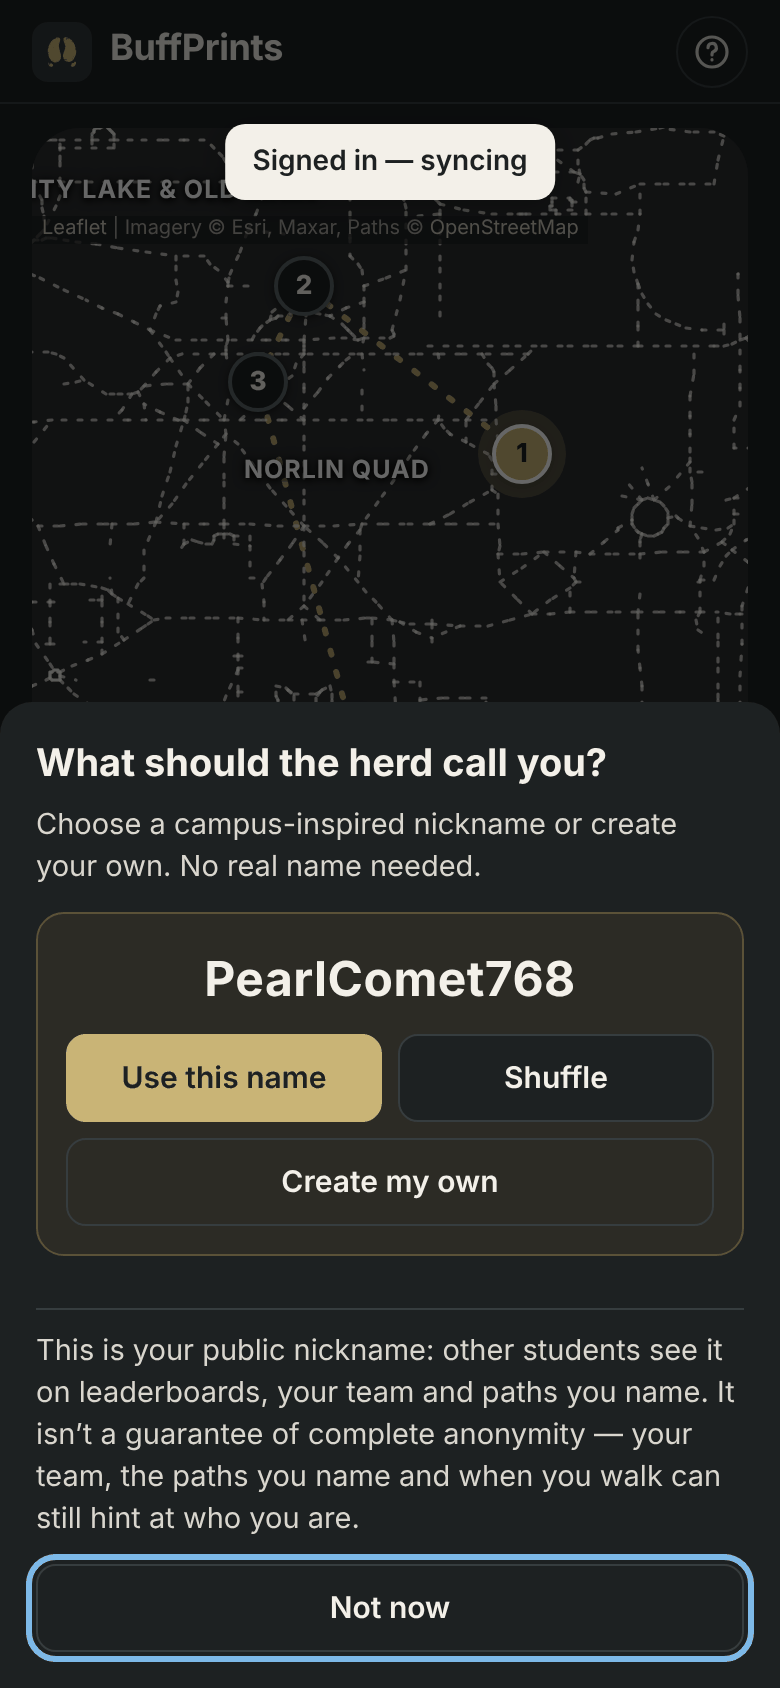 BuffPrints
Signed in — syncing
ITY LAKE & OLD
Leaflet | Imagery © Esri, Maxar, Paths © OpenStreetMap
2
3
1
NORLIN QUAD
What should the herd call you?
Choose a campus-inspired nickname or create
your own. No real name needed.
PearlComet768
Use this name
Shuffle
Create my own
This is your public nickname: other students see it
on leaderboards, your team and paths you name. It
isn’t a guarantee of complete anonymity — your
team, the paths you name and when you walk can
still hint at who you are.
Not now